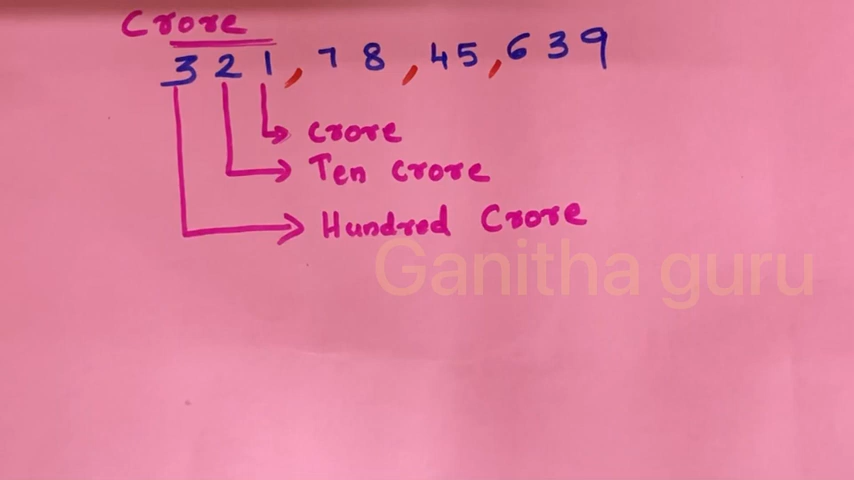 Crore
321,78,45,639
Crore
Ten Crore
Hundred Crore
Ganitha guru